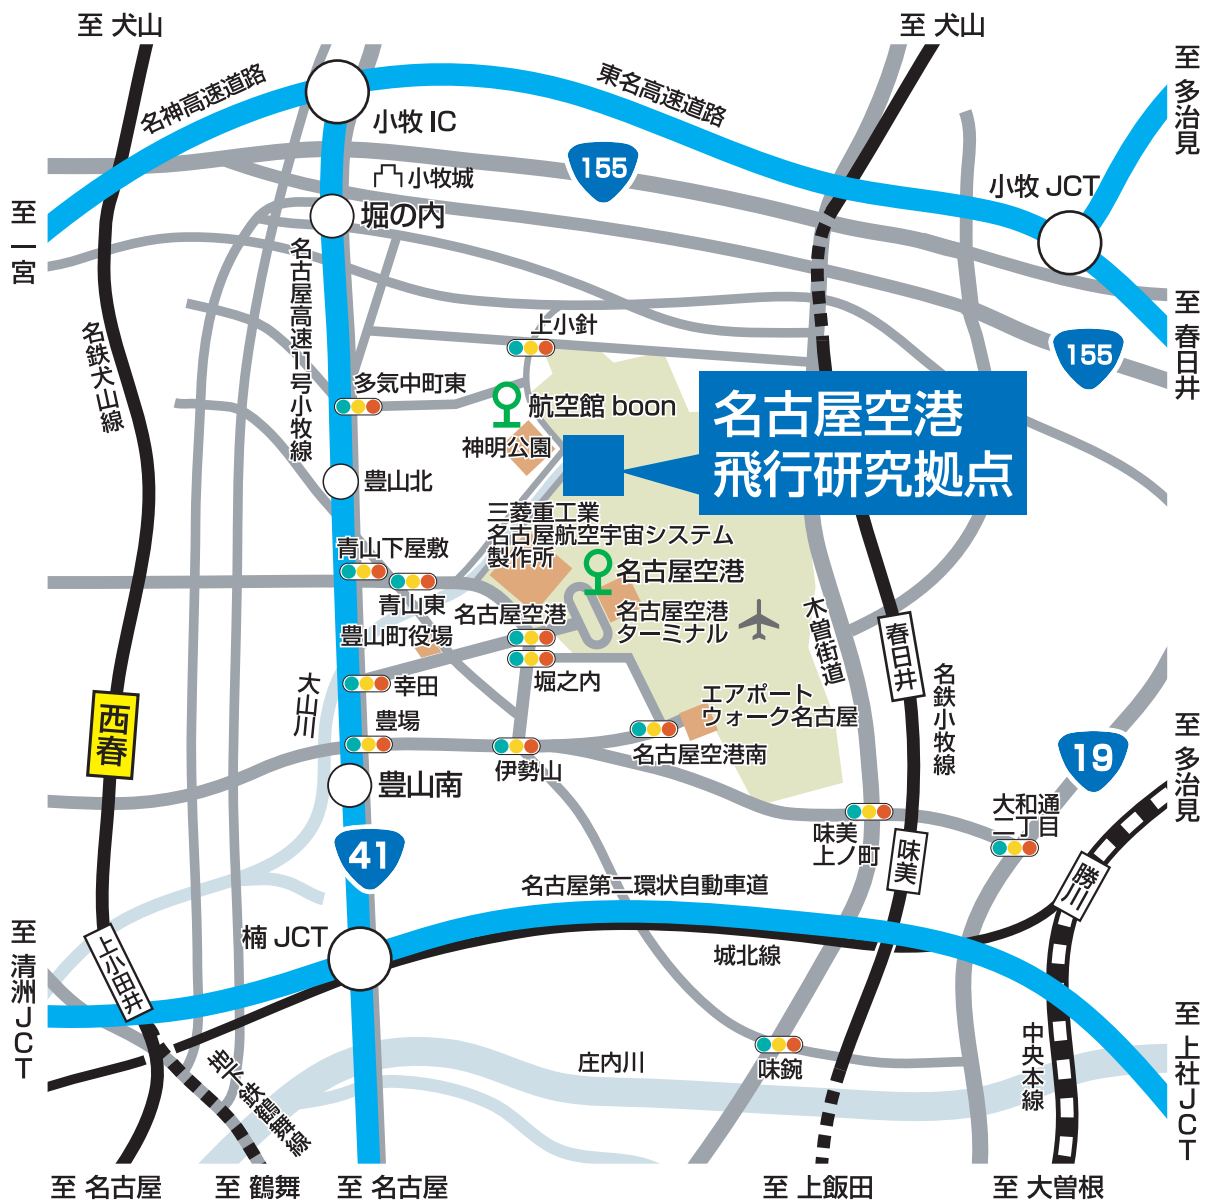 至 犬山
至 犬山
至 多治見
名神高速道路
東名高速道路
小牧 IC
155
小牧城
小牧 JCT
至 一宮
堀の内
名古屋高速11号小牧線
至 春日井
上小針
155
名鉄犬山線
多気中町東
航空館 boon
神明公園
名古屋空港
飛行研究拠点
豊山北
三菱重工業
名古屋航空宇宙システム
製作所
青山下屋敷
名古屋空港
青山東
名古屋空港
名古屋空港
ターミナル
木曽街道
豊山町役場
春日井
大山川
幸田
堀之内
エアポート
ウォーク名古屋
名鉄小牧線
西春
豊場
伊勢山
名古屋空港南
19
至 多治見
豊山南
大和通
二丁目
味美
上ノ町
味美
41
勝川
名古屋第二環状自動車道
至 清洲JCT
楠 JCT
城北線
上小田井
至 上社JCT
中央本線
地下鉄鶴舞線
庄内川
味鋺
至 名古屋
至 鶴舞
至 名古屋
至 上飯田
至 大曽根